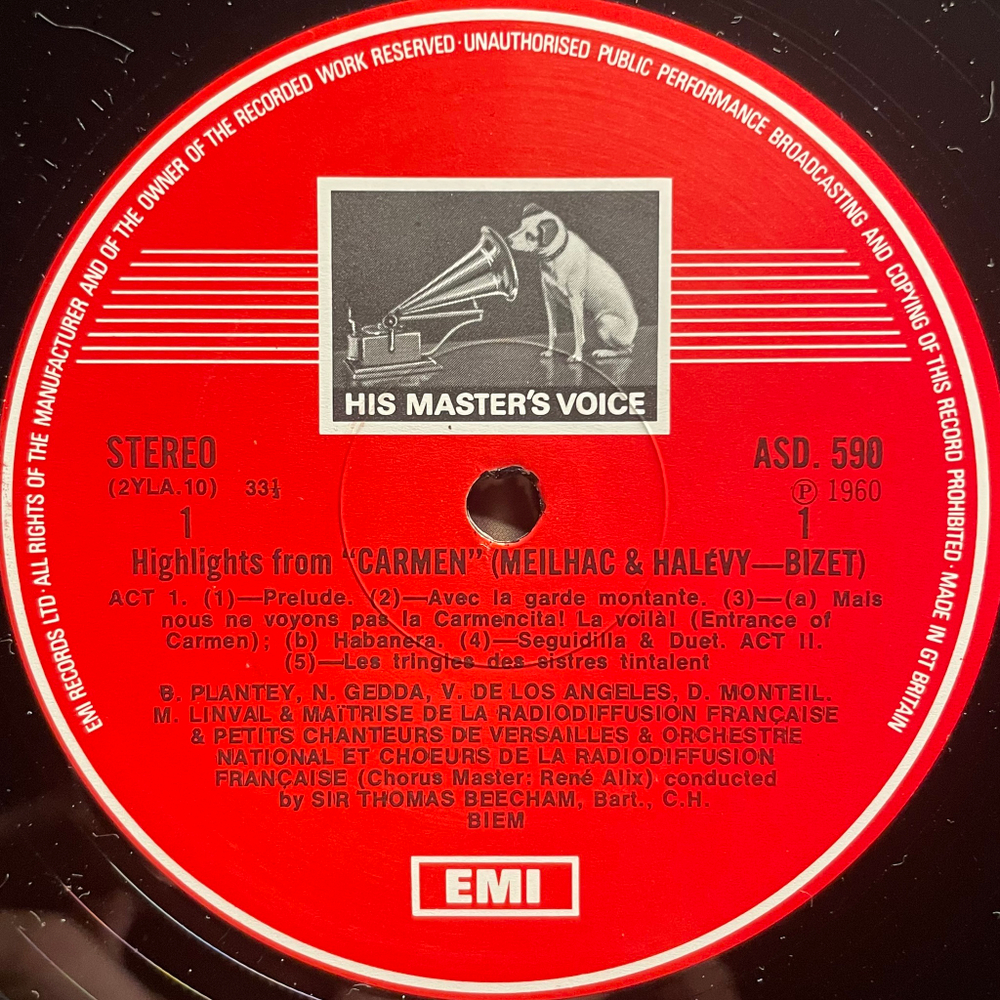 EMI RECORDS LTD · ALL RIGHTS OF THE MANUFACTURER AND OF THE OWNER OF THE RECORDED WORK RESERVED · UNAUTHORISED PUBLIC PERFORMANCE BROADCASTING AND COPYING OF THIS RECORD PROHIBITED · MADE IN GT BRITAIN
HIS MASTER'S VOICE
STEREO ASD. 590
(2YLA.10) 33⅓ ℗ 1960
1 1
Highlights from "CARMEN" (MEILHAC & HALÉVY—BIZET)
ACT 1. (1)—Prelude. (2)—Avec la garde montante. (3)—(a) Mais
nous ne voyons pas la Carmencita! La voilà! (Entrance of
Carmen); (b) Habanera. (4)—Seguidilla & Duet. ACT II.
(5)—Les tringles des sistres tintalent
B. PLANTEY, N. GEDDA, V. DE LOS ANGELES, D. MONTEIL.
M. LINVAL & MAÎTRISE DE LA RADIODIFFUSION FRANÇAISE
& PETITS CHANTEURS DE VERSAILLES & ORCHESTRE
NATIONAL ET CHOEURS DE LA RADIODIFFUSION
FRANÇAISE (Chorus Master: René Alix) conducted
by SIR THOMAS BEECHAM, Bart., C.H.
BIEM
EMI